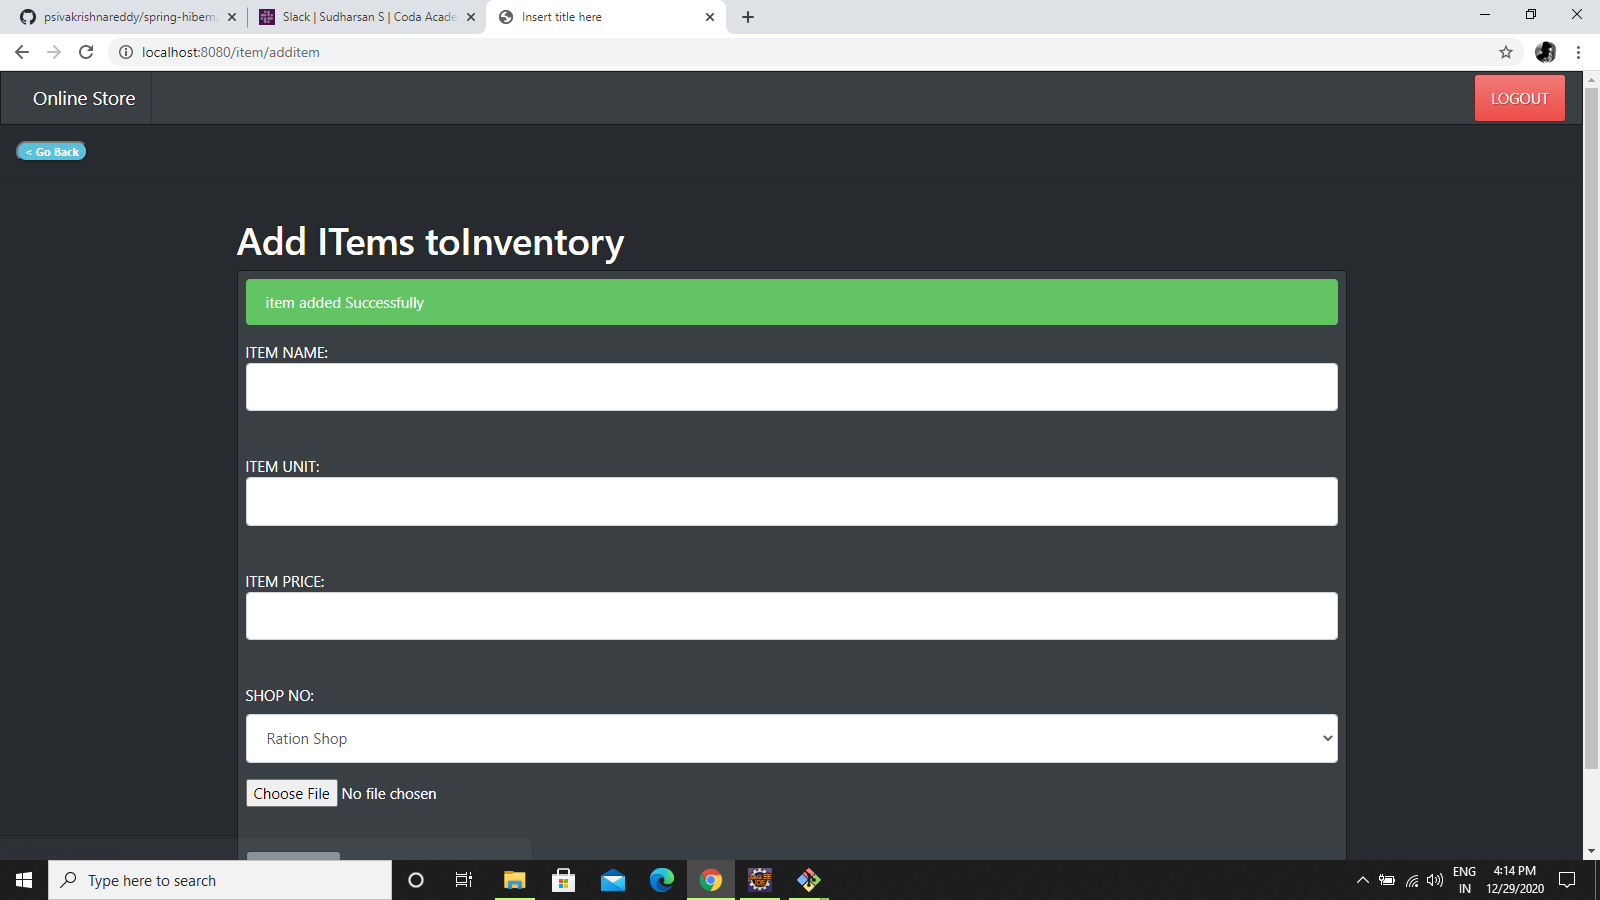 psivakrishnareddy/spring-hiberna
Slack | Sudharsan S | Coda Acade
Insert title here
localhost:8080/item/additem
Online Store
LOGOUT
< Go Back
Add ITems toInventory
item added Successfully
ITEM NAME:
ITEM UNIT:
ITEM PRICE:
SHOP NO:
Ration Shop
Choose File No file chosen
Type here to search
ENG
IN
4:14 PM
12/29/2020